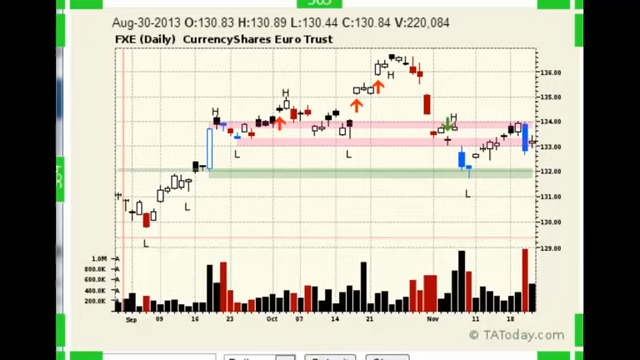 Aug-30-2013 O:130.83 H:130.89 L:130.44 C:130.84 V:220,084
FXE (Daily) CurrencyShares Euro Trust
136.00
135.00
134.00
133.00
132.00
131.00
130.00
129.00
H
H
H
H
L
L
L
L
L
1.0M
800.0K
600.0K
400.0K
200.0K
A
A
A
A
A
Sep 09 16 23 Oct 07 14 21 Nov 11 18
© TAToday.com